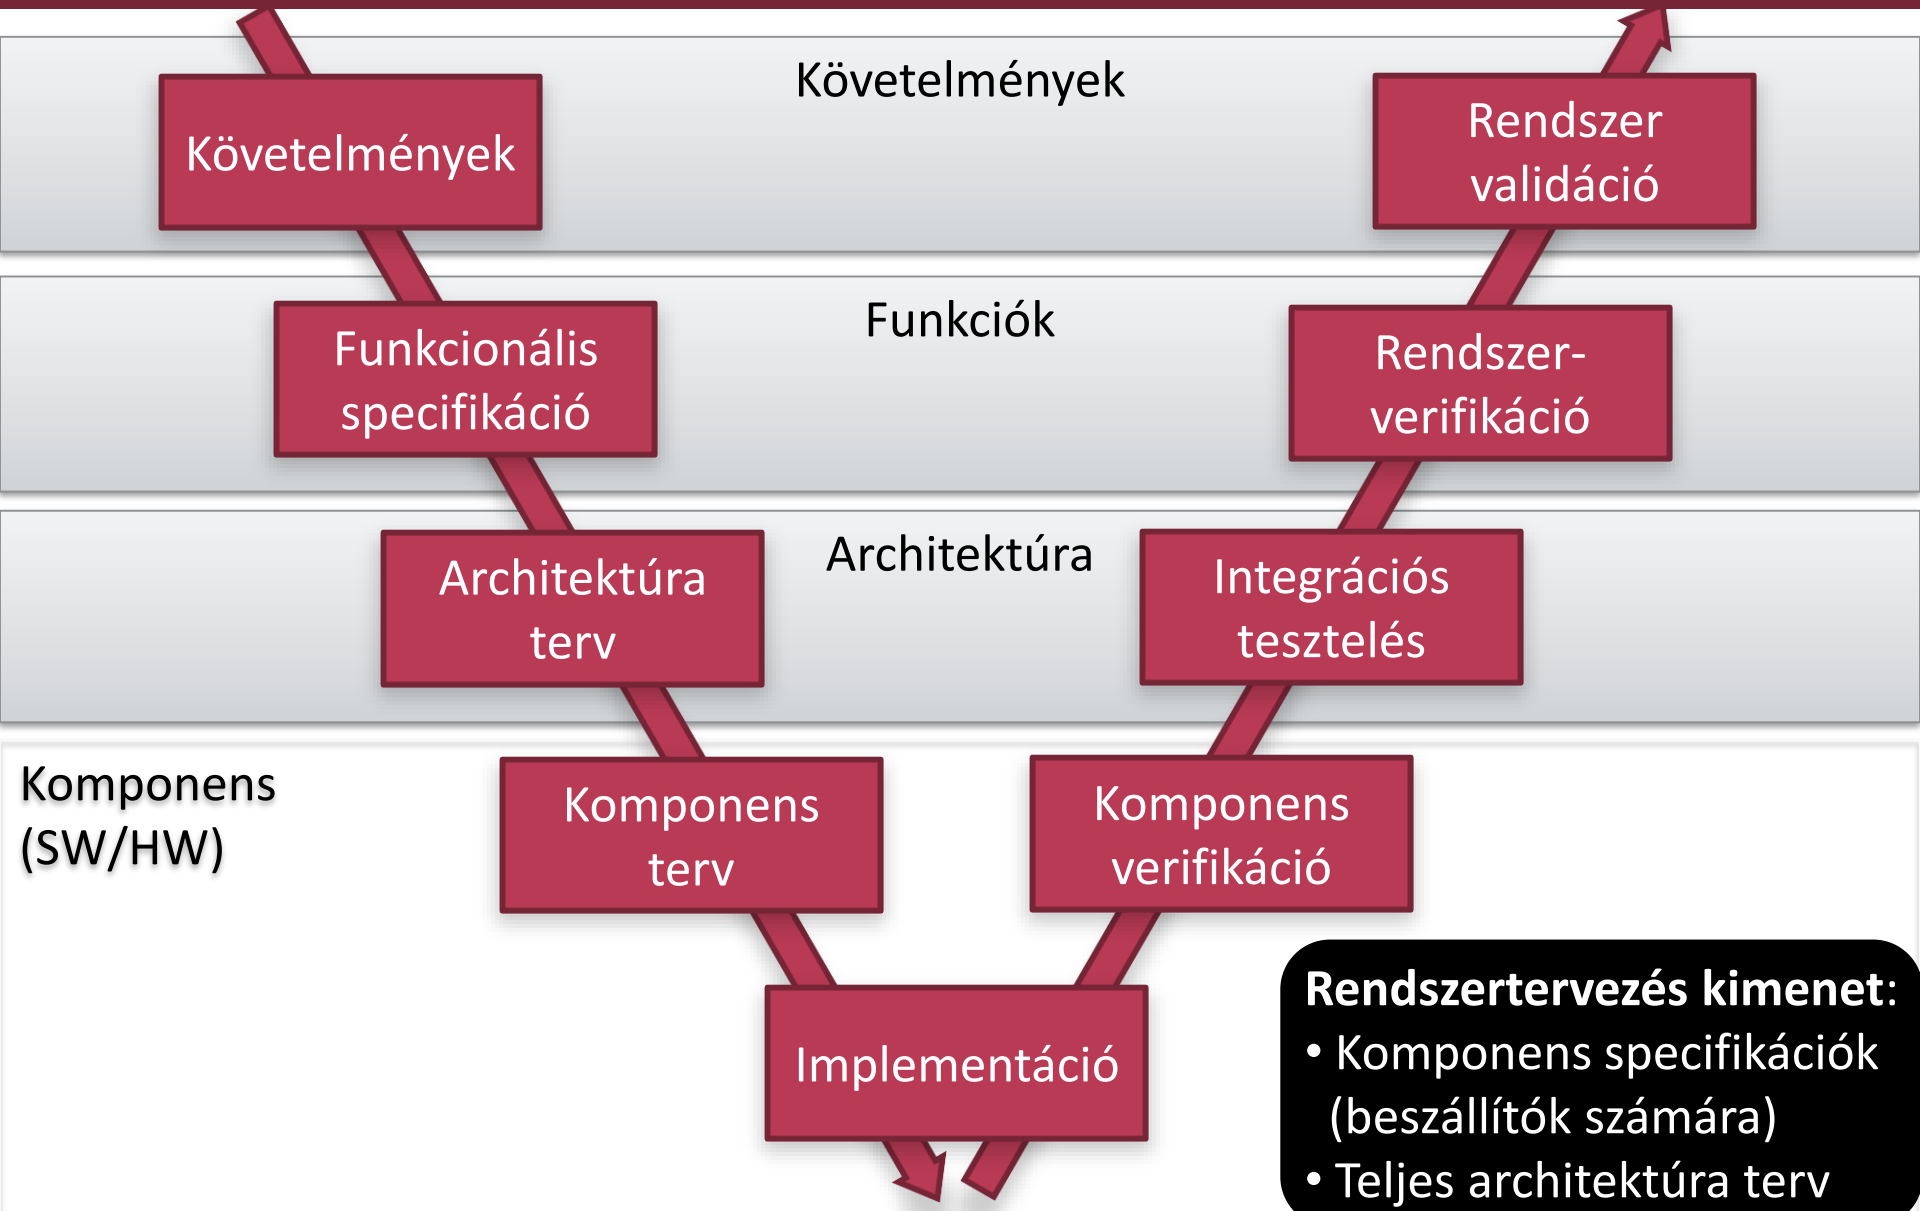 Követelmények
Követelmények
Rendszer
validáció
Funkciók
Funkcionális
specifikáció
Rendszer-
verifikáció
Architektúra
Architektúra
terv
Integrációs
tesztelés
Komponens
(SW/HW)
Komponens
terv
Komponens
verifikáció
Implementáció
Rendszertervezés kimenet:
• Komponens specifikációk
(beszállítók számára)
• Teljes architektúra terv